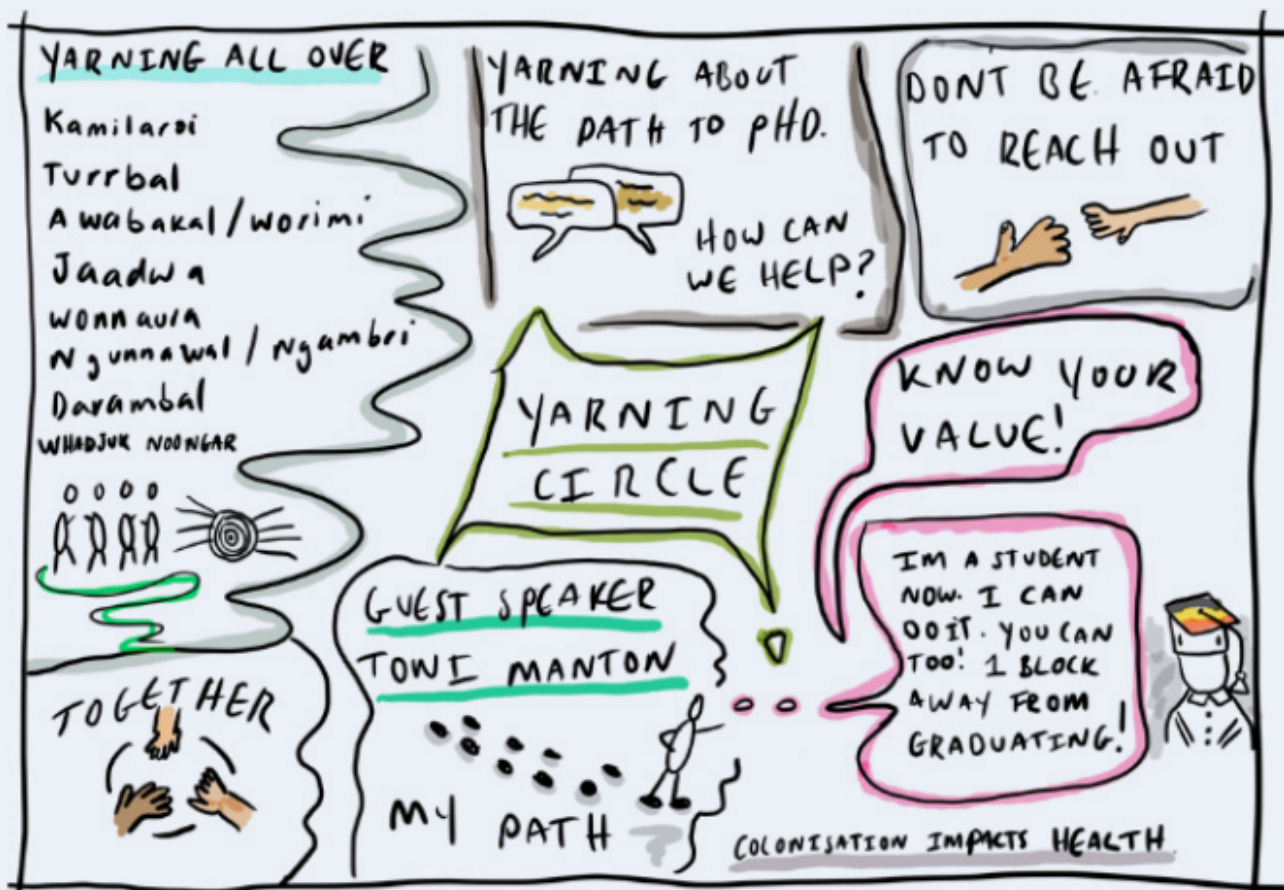 YARNING ALL OVER
Kamilaroi
Turrbal
Awabakal / worimi
Jaadwa
wonnaura
Ngunnawal / Ngambri
Darambal
WHADJUK NOONGAR
TOGETHER
YARNING ABOUT
THE PATH TO PHD.
HOW CAN
WE HELP?
DONT BE AFRAID
TO REACH OUT
YARNING
CIRCLE
KNOW YOUR
VALUE!
GUEST SPEAKER
TOWI MANTON
MY PATH
IM A STUDENT
NOW. I CAN
DO IT. YOU CAN
TOO! 1 BLOCK
AWAY FROM
GRADUATING!
COLONISATION IMPACTS HEALTH